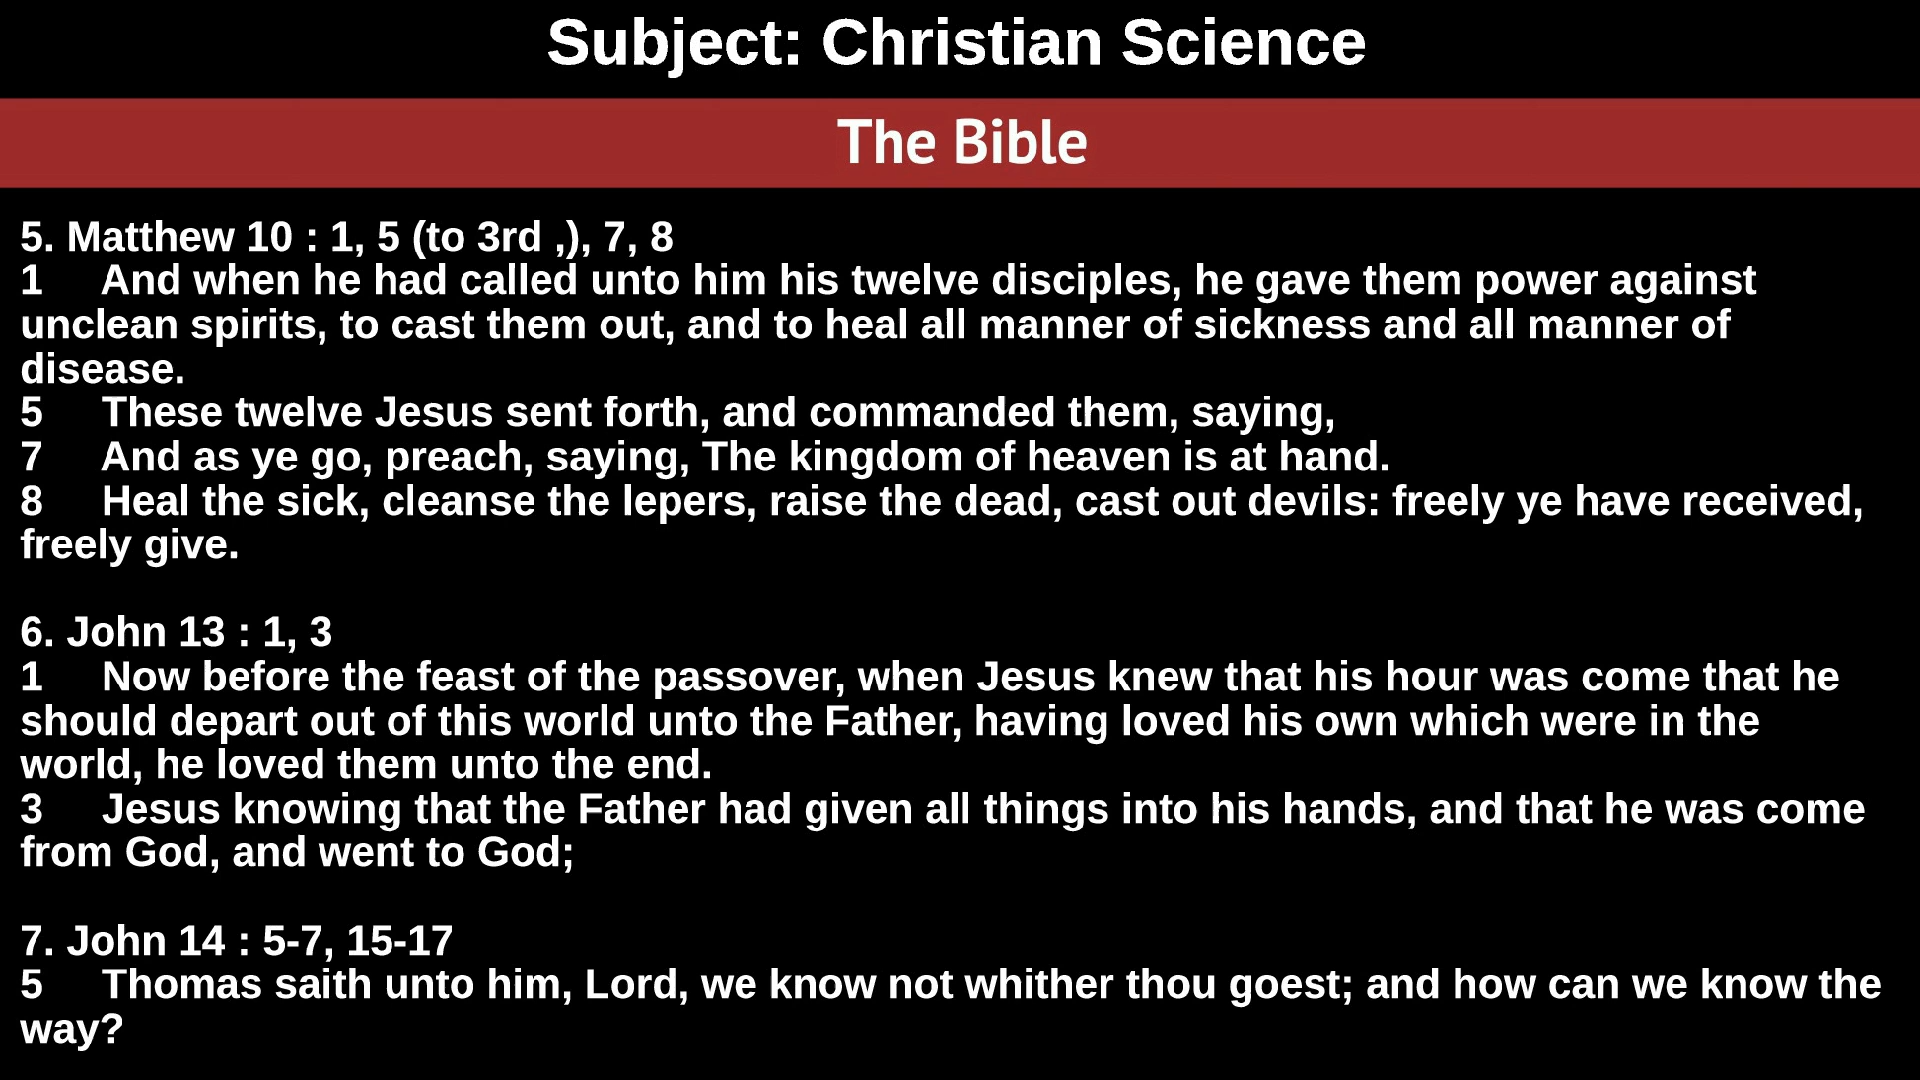 Subject: Christian Science
The Bible
5. Matthew 10 : 1, 5 (to 3rd ,), 7, 8
1 And when he had called unto him his twelve disciples, he gave them power against
unclean spirits, to cast them out, and to heal all manner of sickness and all manner of
disease.
5 These twelve Jesus sent forth, and commanded them, saying,
7 And as ye go, preach, saying, The kingdom of heaven is at hand.
8 Heal the sick, cleanse the lepers, raise the dead, cast out devils: freely ye have received,
freely give.
6. John 13 : 1, 3
1 Now before the feast of the passover, when Jesus knew that his hour was come that he
should depart out of this world unto the Father, having loved his own which were in the
world, he loved them unto the end.
3 Jesus knowing that the Father had given all things into his hands, and that he was come
from God, and went to God;
7. John 14 : 5-7, 15-17
5 Thomas saith unto him, Lord, we know not whither thou goest; and how can we know the
way?